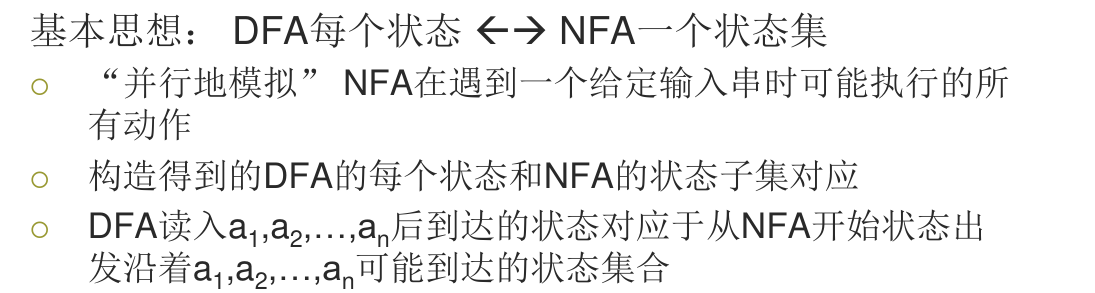 基本思想： DFA每个状态 ←→ NFA一个状态集
“并行地模拟” NFA在遇到一个给定输入串时可能执行的所
有动作
构造得到的DFA的每个状态和NFA的状态子集对应
DFA读入a₁,a₂,…,aₙ后到达的状态对应于从NFA开始状态出
发沿着a₁,a₂,…,aₙ可能到达的状态集合